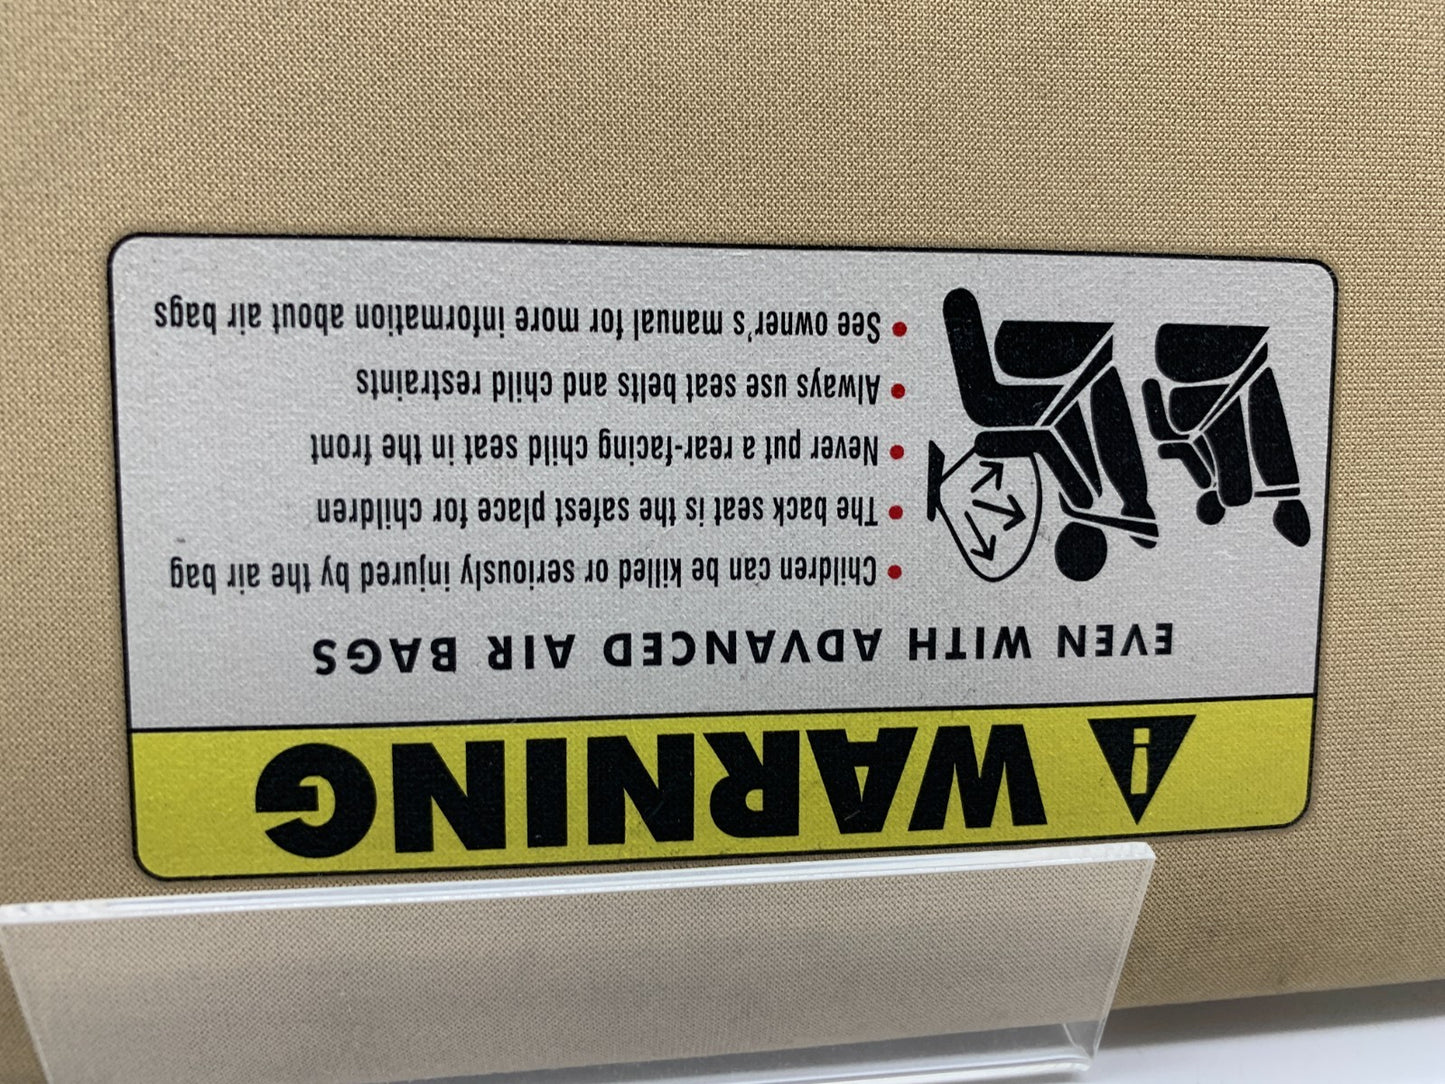 WARNING
EVEN WITH ADVANCED AIR BAGS
• Children can be killed or seriously injured by the air bag
• The back seat is the safest place for children
• Never put a rear-facing child seat in the front
• Always use seat belts and child restraints
• See owner's manual for more information about air bags